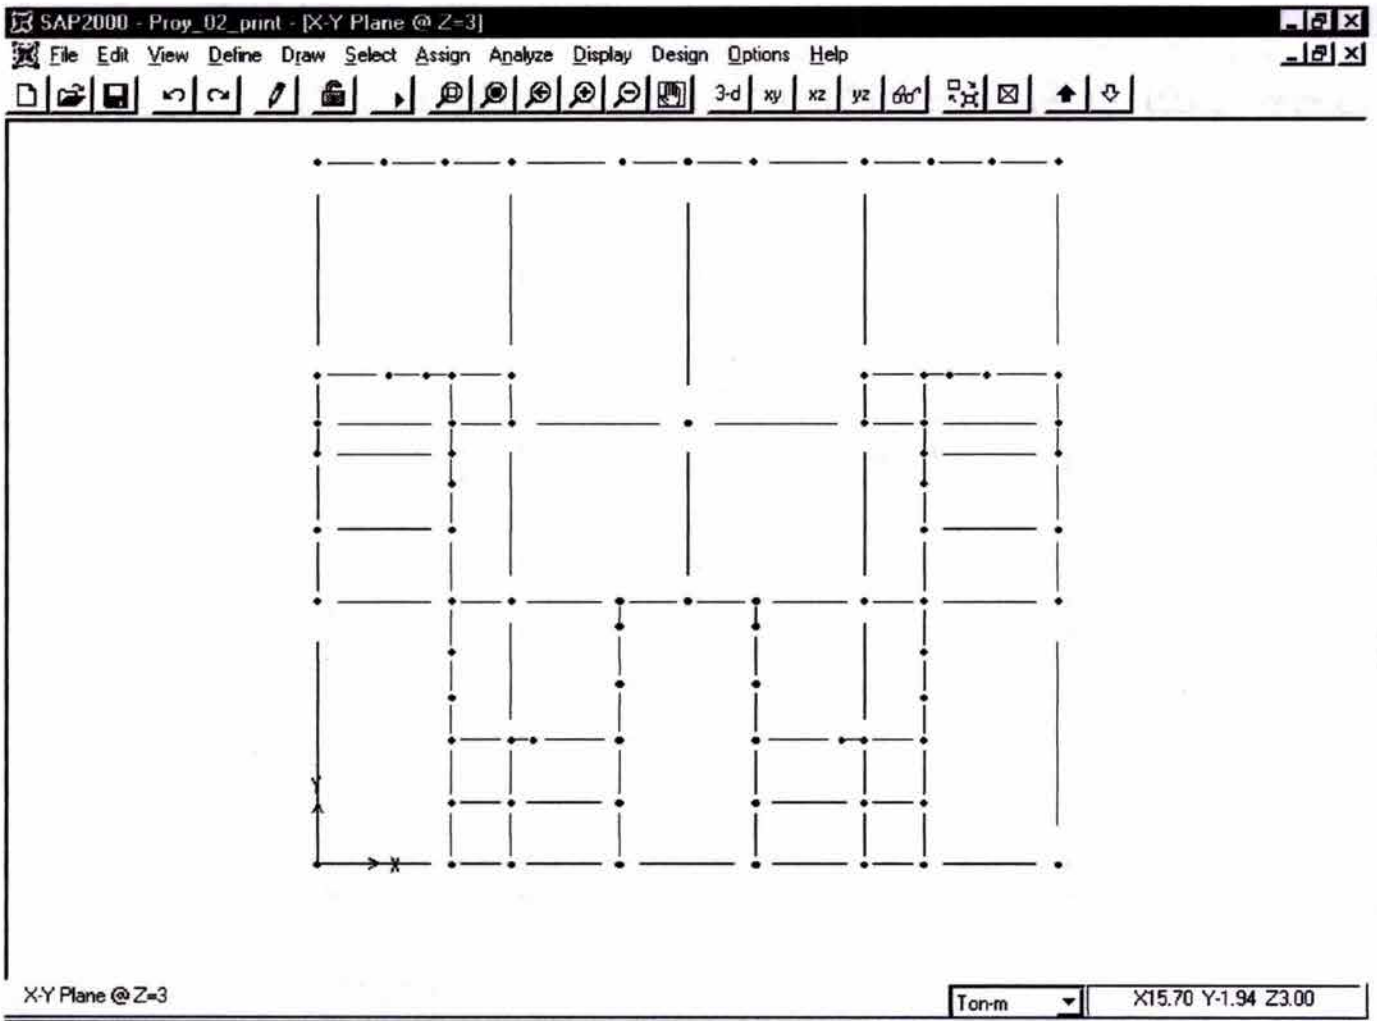 SAP2000 - Proy_02_print - [X-Y Plane @ Z=3]
File Edit View Define Draw Select Assign Analyze Display Design Options Help
3-d xy xz yz
Y
X
X-Y Plane @ Z=3 Ton-m X15.70 Y-1.94 Z3.00